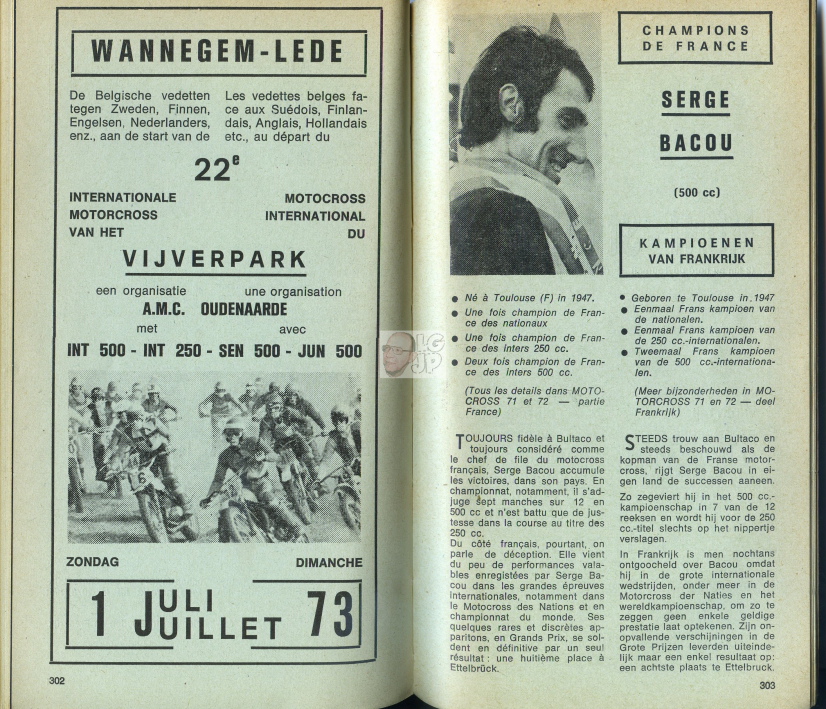 WANNEGEM-LEDE
De Belgische vedetten
tegen Zweden, Finnen,
Engelsen, Nederlanders,
enz., aan de start van de
Les vedettes belges fa-
ce aux Suédois, Finlan-
dais, Anglais, Hollandais
etc., au départ du
22e
INTERNATIONALE
MOTORCROSS
VAN HET
MOTOCROSS
INTERNATIONAL
DU
VIJVERPARK
een organisatie
une organisation
A.M.C. OUDENAARDE
met
avec
INT 500 - INT 250 - SEN 500 - JUN 500
ZONDAG
DIMANCHE
1 JULI 73
JUILLET
302
CHAMPIONS
DE FRANCE
SERGE
BACOU
(500 cc)
KAMPIOENEN
VAN FRANKRIJK
LG
JP
● Né à Toulouse (F) in 1947.
● Une fois champion de Fran-
ce des nationaux
● Une fois champion de Fran-
ce des Inters 250 cc.
● Deux fois champion de Fran-
ce des Inters 500 cc.
(Tous les details dans MOTO-
CROSS 71 et 72 — partie
France)
TOUJOURS fidèle à Bultaco et
toujours considéré comme
le chef de file du motocross
français, Serge Bacou accumule
les victoires, dans son pays. En
championnat, notamment, il s'ad-
juge sept manches sur 12 en
500 cc et n'est battu que de jus-
tesse dans la course au titre des
250 cc.
Du côté français, pourtant, on
parle de déception. Elle vient
du peu de performances vala-
bles enregistées par Serge Ba-
cou dans les grandes épreuves
internationales, notamment dans
le Motocross des Nations et en
championnat du monde. Ses
quelques rares et discrètes ap-
paritons, en Grands Prix, se sol-
dent en définitive par un seul
résultat : une huitième place à
Ettelbrück.
● Geboren te Toulouse in 1947
● Eenmaal Frans kampioen van
de nationalen.
● Eenmaal Frans kampioen van
de 250 cc.-internationalen.
● Tweemaal Frans kampioen
van de 500 cc.-internationa-
len.
(Meer bijzonderheden in MO-
TORCROSS 71 en 72 — deel
Frankrijk)
STEEDS trouw aan Bultaco en
steeds beschouwd als de
kopman van de Franse motor-
cross, rijgt Serge Bacou in ei-
gen land de successen aaneen.
Zo zegeviert hij in het 500 cc.-
kampioenschap in 7 van de 12
reeksen en wordt hij voor de 250
cc.-titel slechts op het nippertje
verslagen.
In Frankrijk is men nochtans
ontgoocheld over Bacou omdat
hij in de grote internationale
wedstrijden, onder meer in de
Motorcross der Naties en het
wereldkampioenschap, om zo te
zeggen geen enkele geldige
prestatie laat optekenen. Zijn on-
opvallende verschijningen in de
Grote Prijzen leverden uiteinde-
lijk maar een enkel resultaat op:
een achtste plaats te Ettelbruck.
303